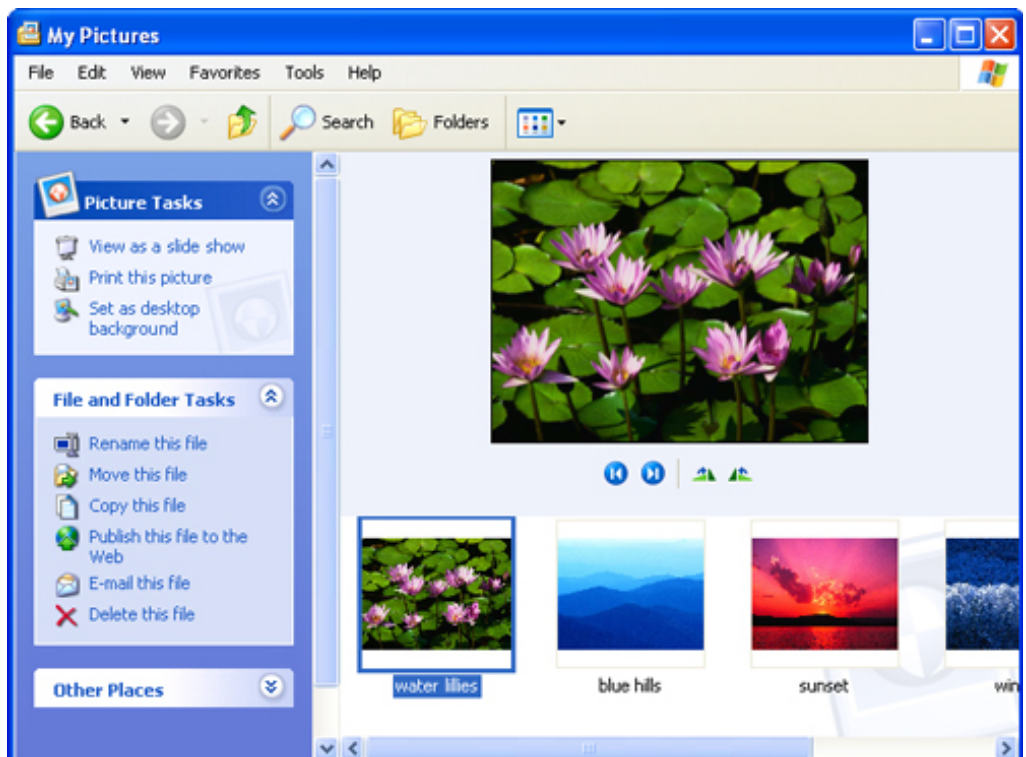 My Pictures
File Edit View Favorites Tools Help
Back Search Folders
Picture Tasks
View as a slide show
Print this picture
Set as desktop
background
File and Folder Tasks
Rename this file
Move this file
Copy this file
Publish this file to the
Web
E-mail this file
Delete this file
Other Places
water lillies blue hills sunset win